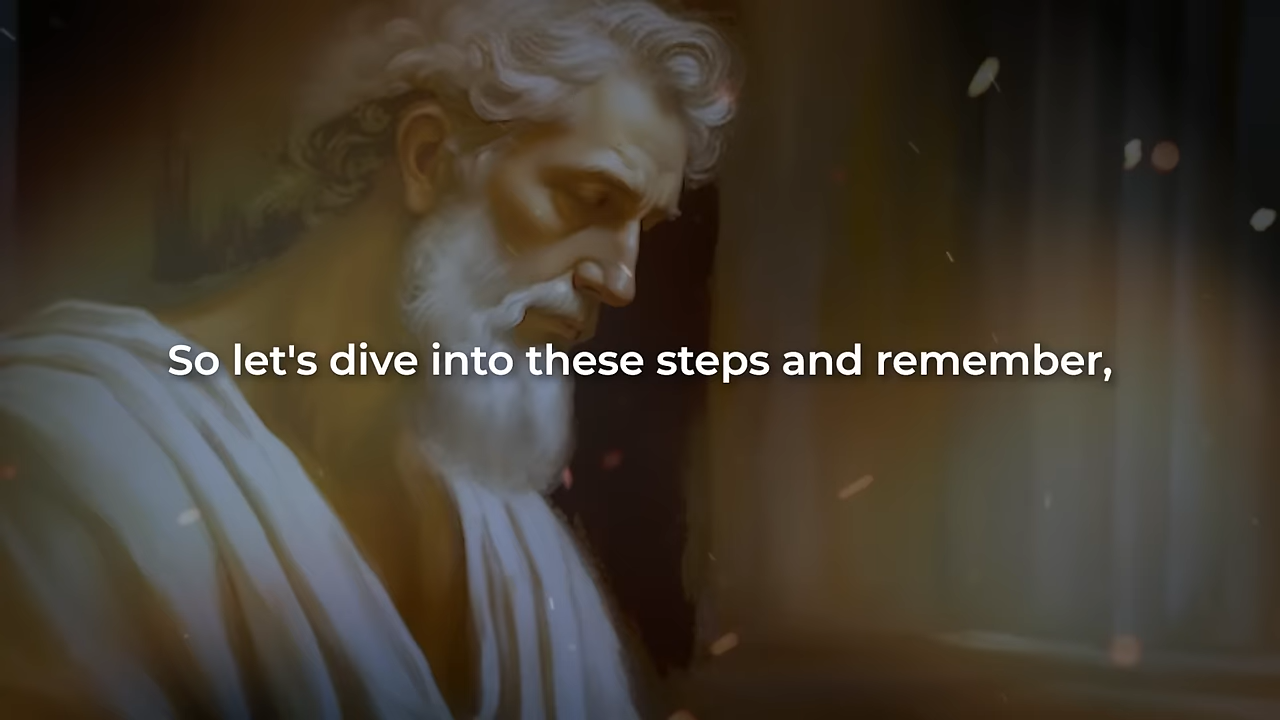 So let's dive into these steps and remember,